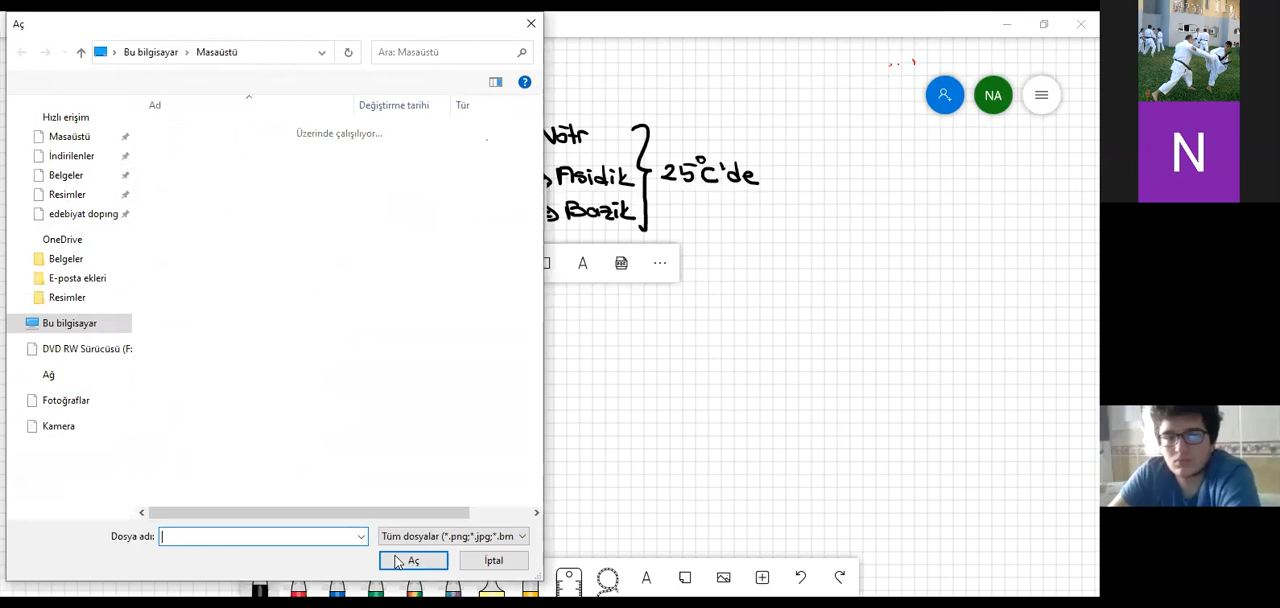 Aç
Bu bilgisayar
Masaüstü
Ara: Masaüstü
Ad
Değiştirme tarihi
Tür
Üzerinde çalışılıyor...
Hızlı erişim
Masaüstü
İndirilenler
Belgeler
Resimler
edebiyat dopıng
OneDrive
Belgeler
E-posta ekleri
Resimler
Bu bilgisayar
DVD RW Sürücüsü (F:
Ağ
Fotoğraflar
Kamera
Dosya adı:
Tüm dosyalar (*.png;*.jpg;*.bm
Aç
İptal
NA
Nötr
Asidik
Bazik
25°C'de
A
PDF
A
N